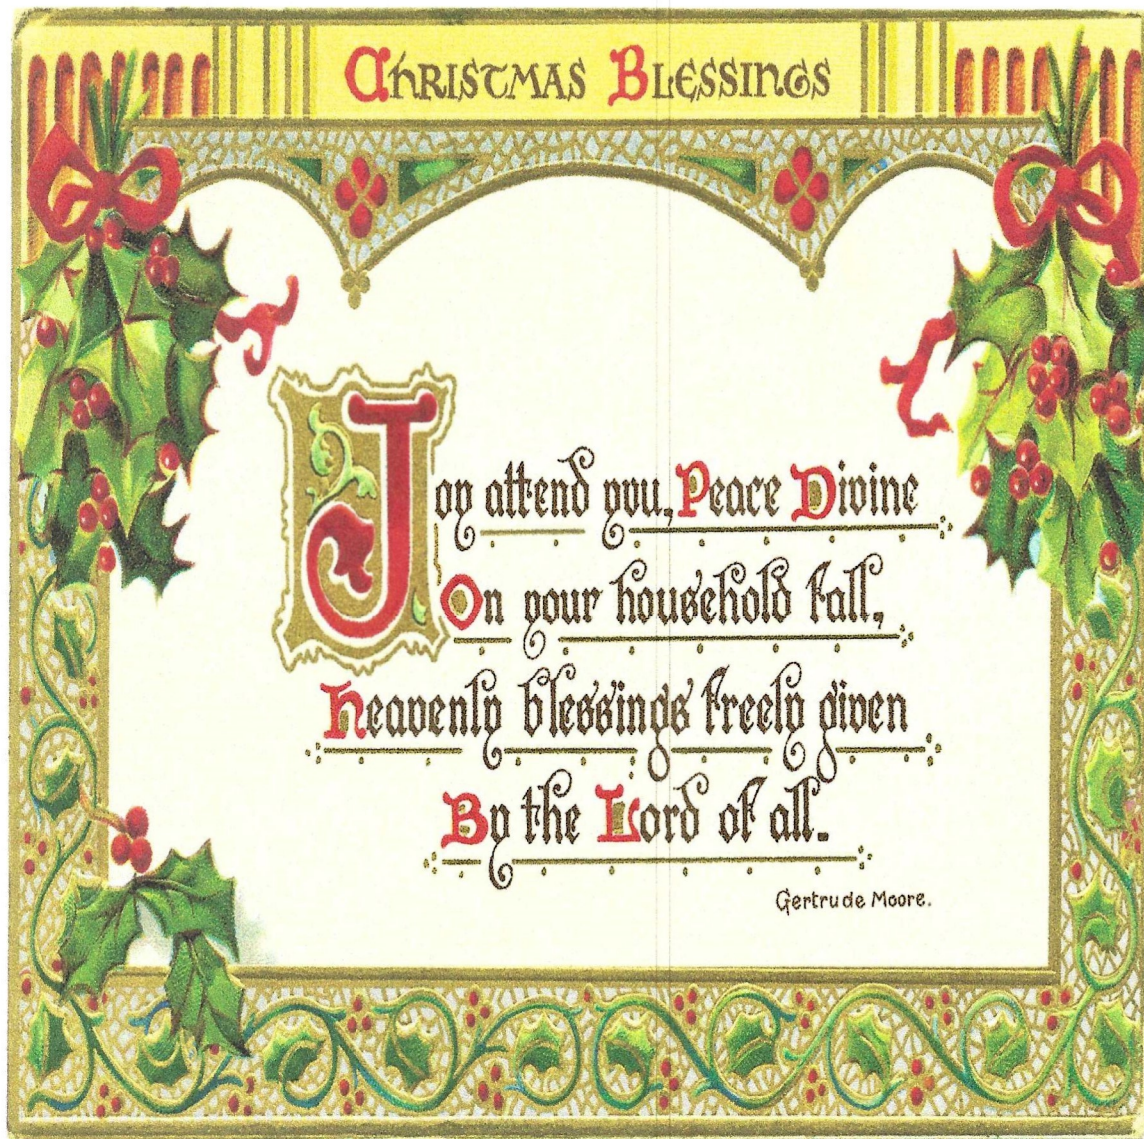 Christmas Blessings
Joy attend you, Peace Divine
On your household fall,
Heavenly blessings freely given
By the Lord of all.
Gertrude Moore.